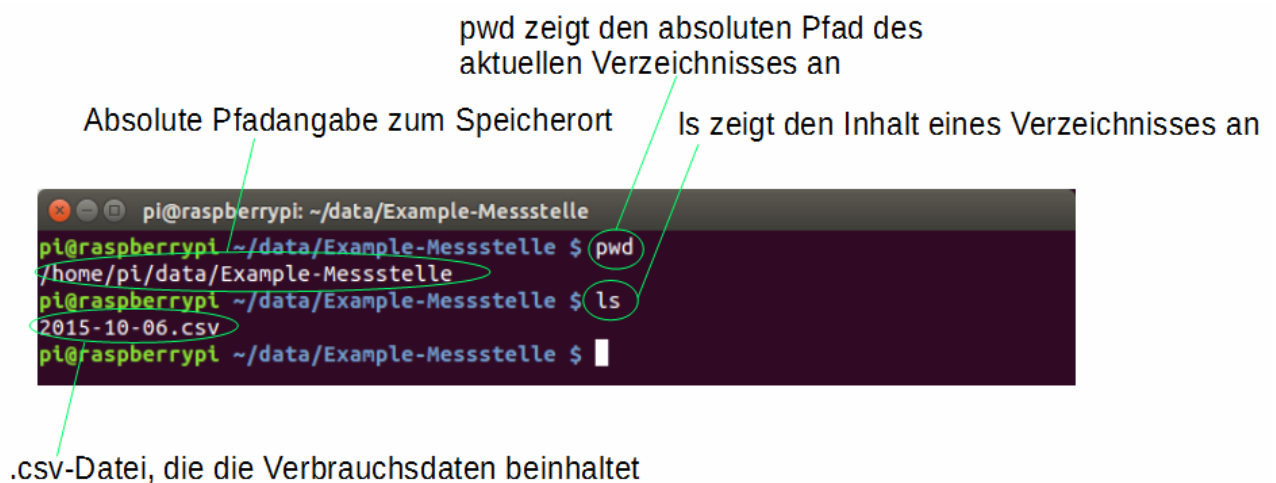 pwd zeigt den absoluten Pfad des
aktuellen Verzeichnisses an
Absolute Pfadangabe zum Speicherort
ls zeigt den Inhalt eines Verzeichnisses an
pi@raspberrypi: ~/data/Example-Messstelle
pi@raspberrypi ~/data/Example-Messstelle $ pwd
/home/pi/data/Example-Messstelle
pi@raspberrypi ~/data/Example-Messstelle $ ls
2015-10-06.csv
pi@raspberrypi ~/data/Example-Messstelle $
.csv-Datei, die die Verbrauchsdaten beinhaltet